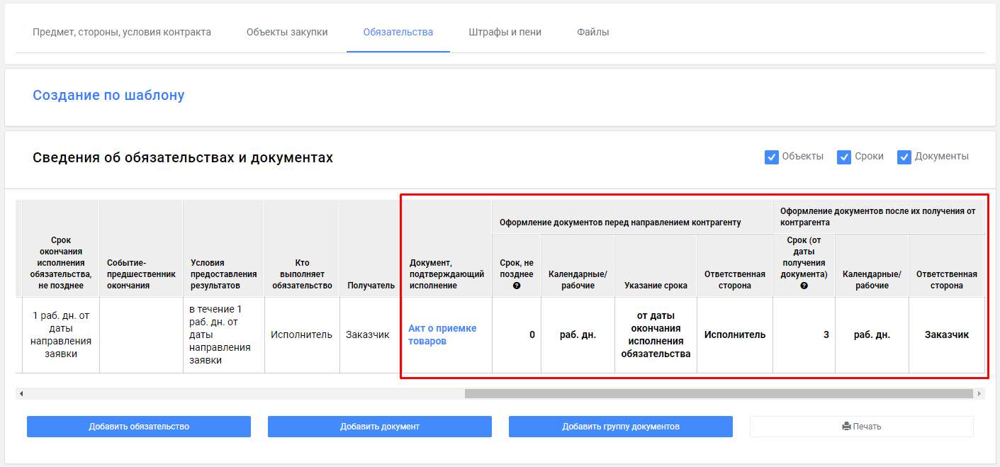 Предмет, стороны, условия контракта
Объекты закупки
Обязательства
Штрафы и пени
Файлы
Создание по шаблону
Сведения об обязательствах и документах
Объекты
Сроки
Документы
Срок
окончания
исполнения
обязательства,
не позднее
Событие-
предшественник
окончания
Условия
предоставления
результатов
Кто
выполняет
обязательство
Получатель
Документ,
подтверждающий
исполнение
Оформление документов перед направлением контрагенту
Срок, не
позднее
Календарные/
рабочие
Указание срока
Ответственная
сторона
Оформление документов после их получения от
контрагента
Срок (от
даты
получения
документа)
Календарные/
рабочие
Ответственная
сторона
1 раб. дн. от
даты
направления
заявки
в течение 1
раб. дн. от
даты
направления
заявки
Исполнитель
Заказчик
Акт о приемке
товаров
0
раб. дн.
от даты
окончания
исполнения
обязательства
Исполнитель
3
раб. дн.
Заказчик
Добавить обязательство
Добавить документ
Добавить группу документов
Печать